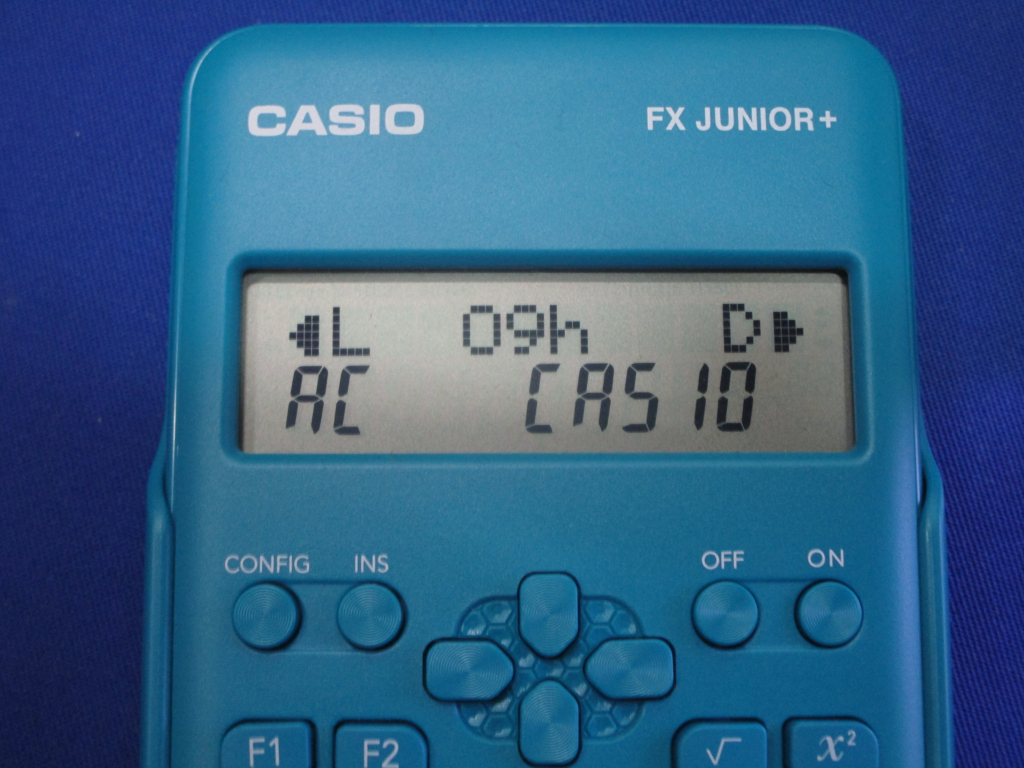 CASIO FX JUNIOR+
◀L 09h D▶
AC CASIO
CONFIG INS OFF ON
F1 F2 √ x²